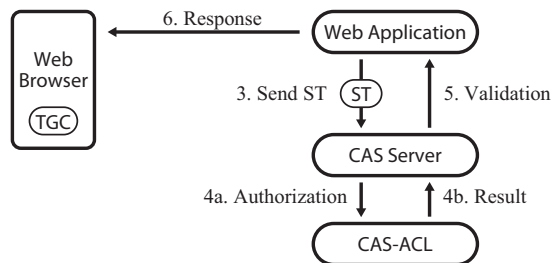 6. Response
Web Application
Web
Browser
TGC
3. Send ST
ST
5. Validation
CAS Server
4a. Authorization
4b. Result
CAS-ACL